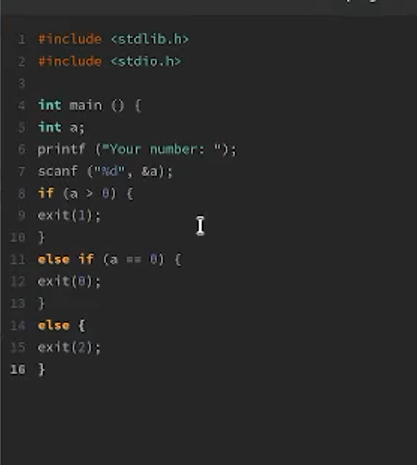 1 #include <stdlib.h>
2 #include <stdio.h>
3
4 int main () {
5 int a;
6 printf ("Your number: ");
7 scanf ("%d", &a);
8 if (a > 0) {
9 exit(1);
10 }
11 else if (a == 0) {
12 exit(0);
13 }
14 else {
15 exit(2);
16 }